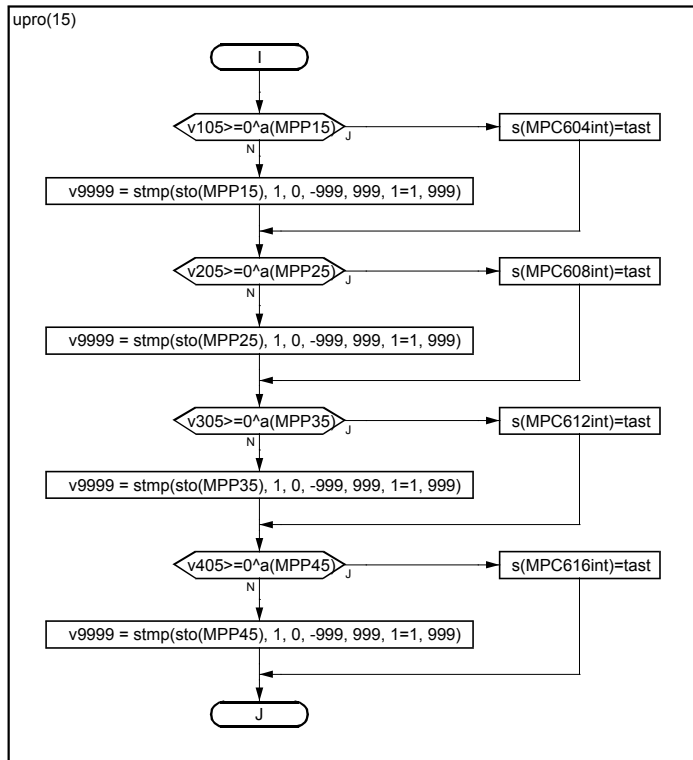 upro(15)
I
v105>=0^a(MPP15)
J
s(MPC604int)=tast
N
v9999 = stmp(sto(MPP15), 1, 0, -999, 999, 1=1, 999)
v205>=0^a(MPP25)
J
s(MPC608int)=tast
N
v9999 = stmp(sto(MPP25), 1, 0, -999, 999, 1=1, 999)
v305>=0^a(MPP35)
J
s(MPC612int)=tast
N
v9999 = stmp(sto(MPP35), 1, 0, -999, 999, 1=1, 999)
v405>=0^a(MPP45)
J
s(MPC616int)=tast
N
v9999 = stmp(sto(MPP45), 1, 0, -999, 999, 1=1, 999)
J